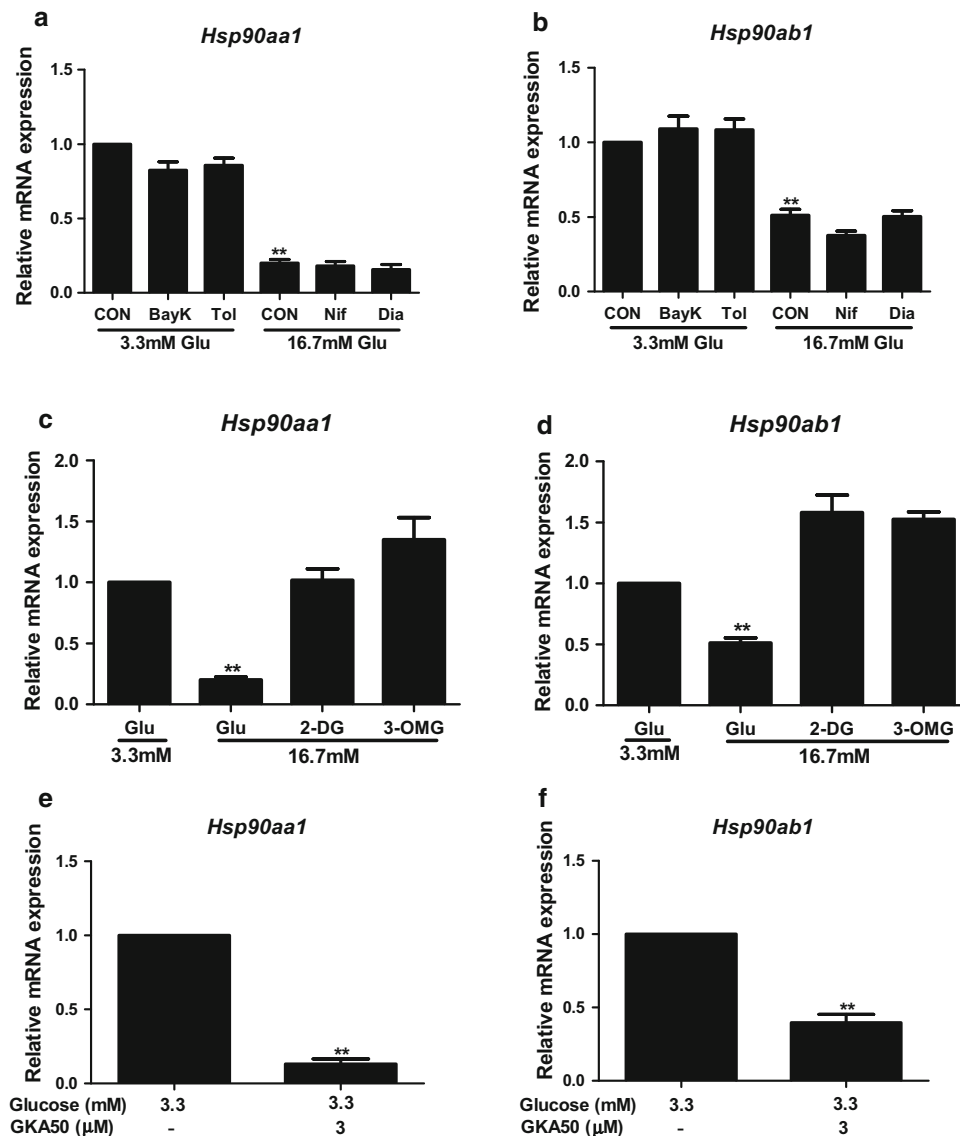 a
Hsp90aa1
Relative mRNA expression
1.5
1.0
0.5
0.0
**
CON BayK Tol CON Nif Dia
3.3mM Glu 16.7mM Glu
b
Hsp90ab1
Relative mRNA expression
1.5
1.0
0.5
0.0
**
CON BayK Tol CON Nif Dia
3.3mM Glu 16.7mM Glu
c
Hsp90aa1
Relative mRNA expression
2.0
1.5
1.0
0.5
0.0
**
Glu Glu 2-DG 3-OMG
3.3mM 16.7mM
d
Hsp90ab1
Relative mRNA expression
2.0
1.5
1.0
0.5
0.0
**
Glu Glu 2-DG 3-OMG
3.3mM 16.7mM
e
Hsp90aa1
Relative mRNA expression
1.5
1.0
0.5
0.0
**
Glucose (mM) 3.3 3.3
GKA50 (μM) - 3
f
Hsp90ab1
Relative mRNA expression
1.5
1.0
0.5
0.0
**
Glucose (mM) 3.3 3.3
GKA50 (μM) - 3